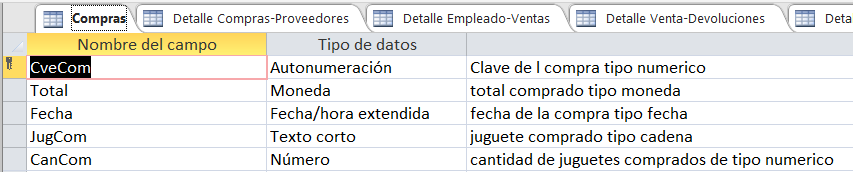 Compras Detalle Compras-Proveedores Detalle Empleado-Ventas Detalle Venta-Devoluciones Deta
Nombre del campo Tipo de datos
CveCom Autonumeración Clave de l compra tipo numerico
Total Moneda total comprado tipo moneda
Fecha Fecha/hora extendida fecha de la compra tipo fecha
JugCom Texto corto juguete comprado tipo cadena
CanCom Número cantidad de juguetes comprados de tipo numerico